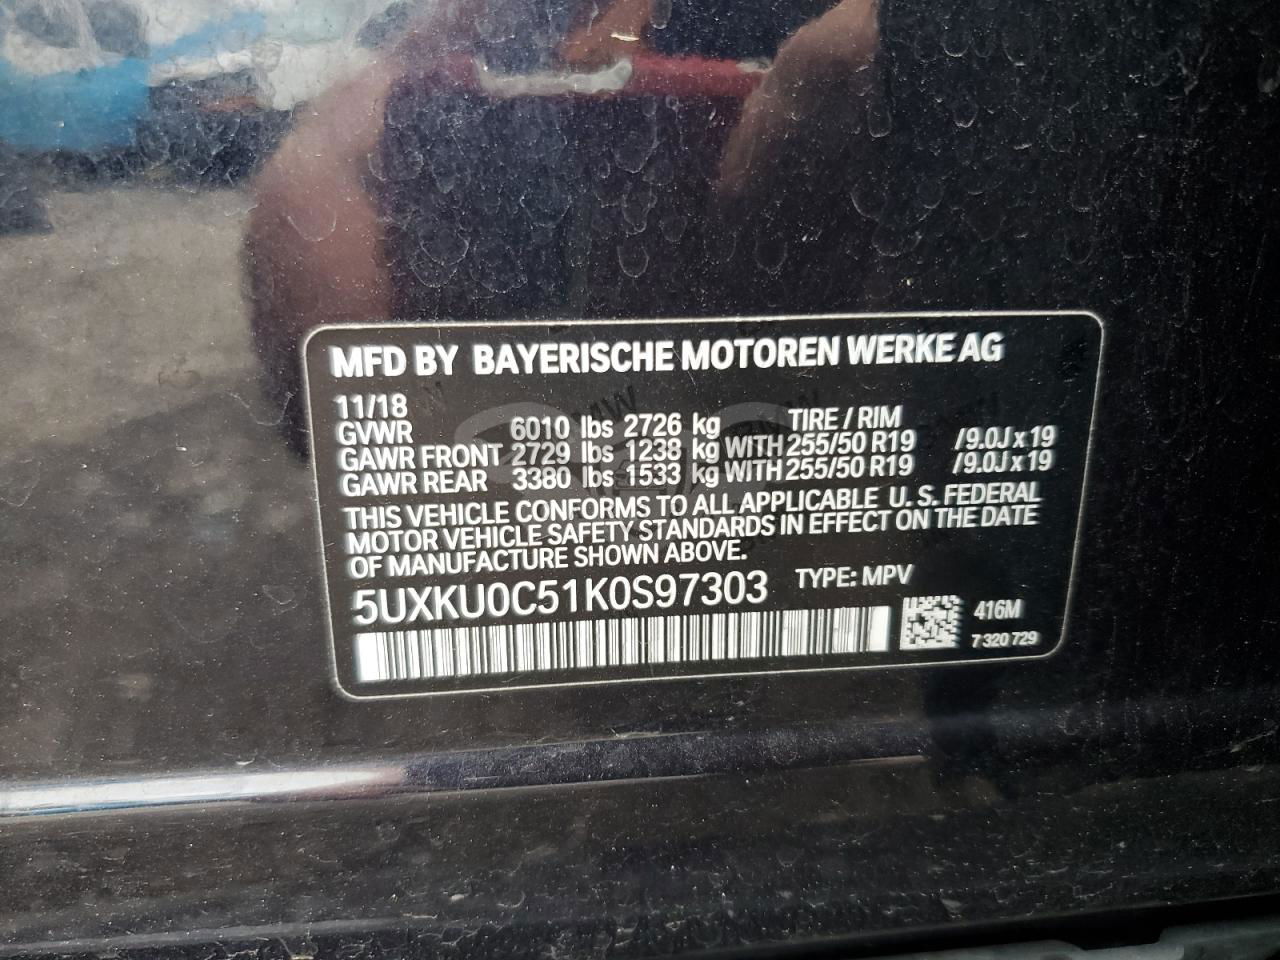 MFD BY BAYERISCHE MOTOREN WERKE AG
11/18
GVWR 6010 lbs 2726 kg TIRE / RIM
GAWR FRONT 2729 lbs 1238 kg WITH 255/50 R19 /9.0J x 19
GAWR REAR 3380 lbs 1533 kg WITH 255/50 R19 /9.0J x 19
THIS VEHICLE CONFORMS TO ALL APPLICABLE U. S. FEDERAL
MOTOR VEHICLE SAFETY STANDARDS IN EFFECT ON THE DATE
OF MANUFACTURE SHOWN ABOVE.
5UXKU0C51K0S97303 TYPE: MPV
416M
7 320 729